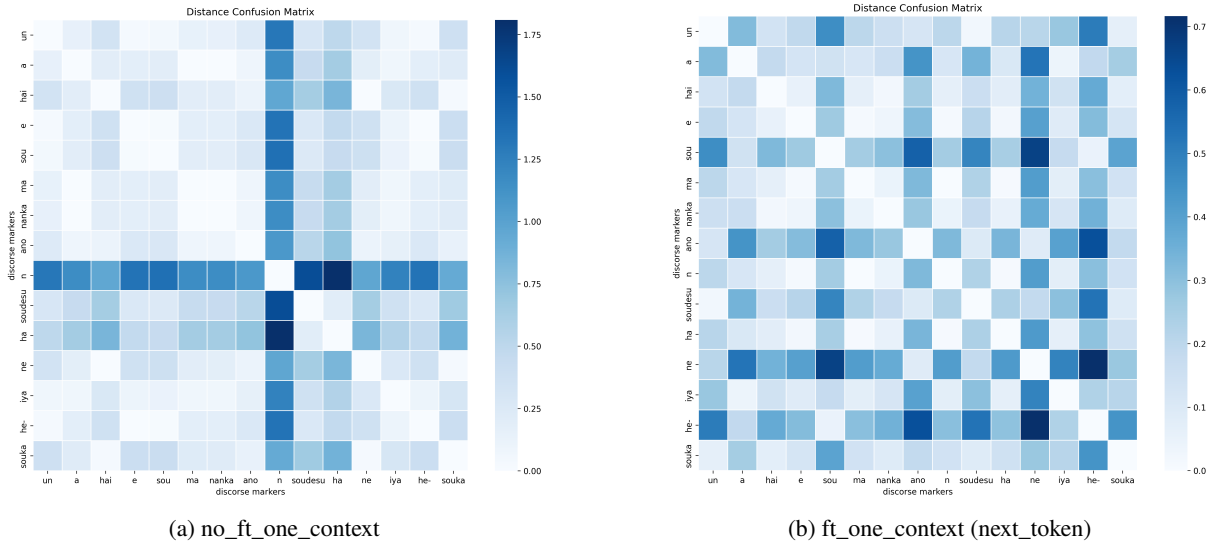 Distance Confusion Matrix
discorse markers
un
a
hai
e
sou
ma
nanka
ano
n
soudesu
ha
ne
iya
he-
souka
un a hai e sou ma nanka ano n soudesu ha ne iya he- souka
discorse markers
1.75
1.50
1.25
1.00
0.75
0.50
0.25
0.00
(a) no_ft_one_context
Distance Confusion Matrix
discorse markers
un
a
hai
e
sou
ma
nanka
ano
n
soudesu
ha
ne
iya
he-
souka
un a hai e sou ma nanka ano n soudesu ha ne iya he- souka
discorse markers
0.7
0.6
0.5
0.4
0.3
0.2
0.1
0.0
(b) ft_one_context (next_token)